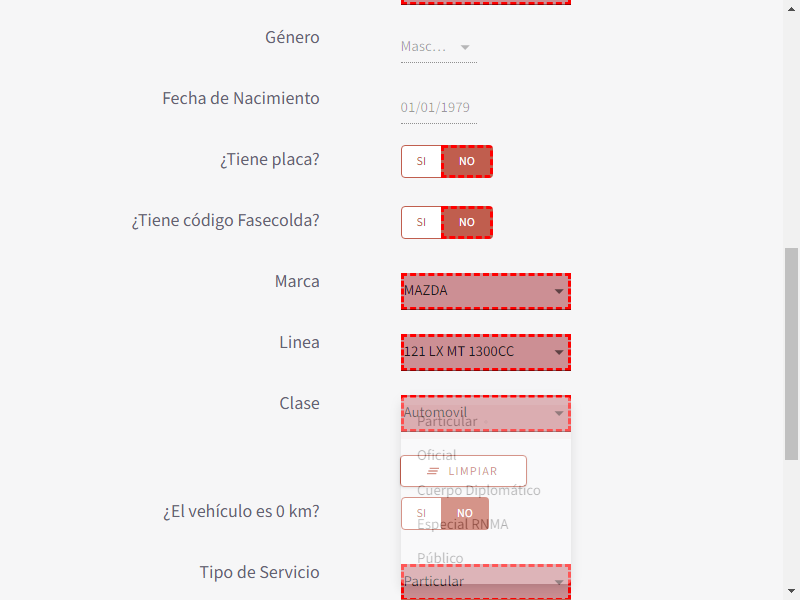 Género
Masc...
Fecha de Nacimiento
01/01/1979
¿Tiene placa?
SI NO
¿Tiene código Fasecolda?
SI NO
Marca
MAZDA
Linea
121 LX MT 1300CC
Clase
Automovil
Particular
Oficial
LIMPIAR
Cuerpo Diplomático
¿El vehículo es 0 km?
SI NO
Especial RNMA
Público
Tipo de Servicio
Particular